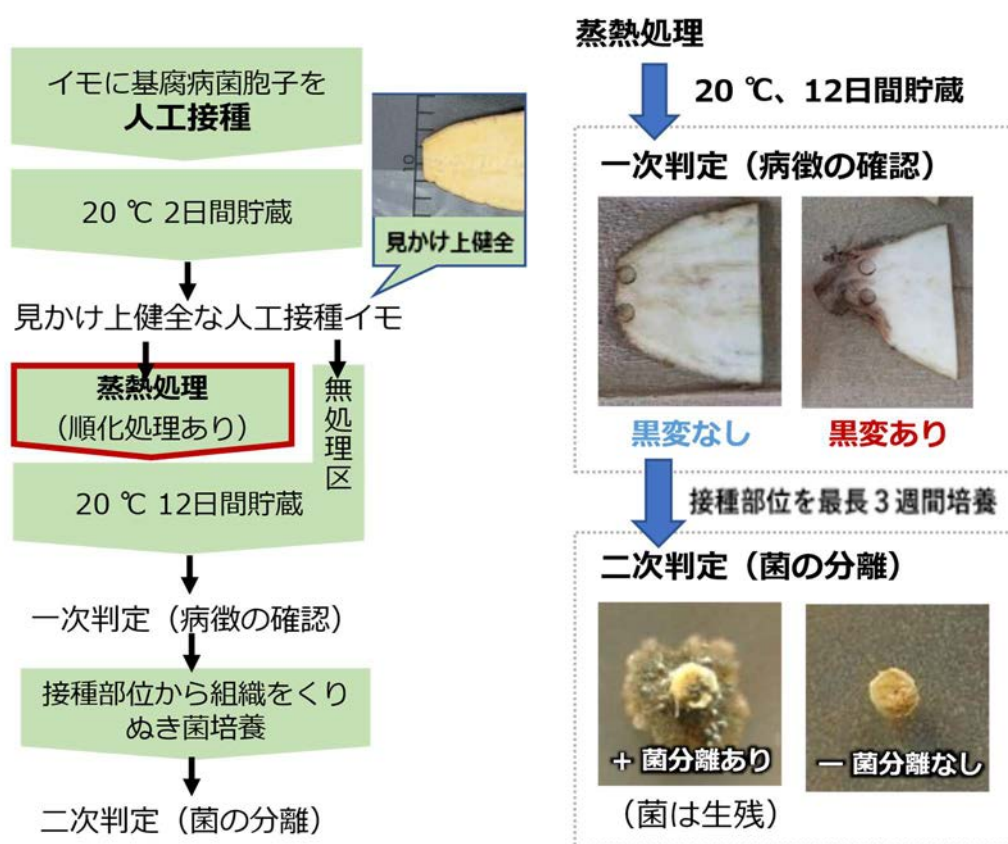 イモに基腐病菌胞子を
人工接種
20 ℃ 2日間貯蔵
10
見かけ上健全
見かけ上健全な人工接種イモ
蒸熱処理
（順化処理あり）
無処理区
20 ℃ 12日間貯蔵
一次判定（病徴の確認）
接種部位から組織をくり
ぬき菌培養
二次判定（菌の分離）
蒸熱処理
20 ℃、12日間貯蔵
一次判定（病徴の確認）
黒変なし
黒変あり
接種部位を最長３週間培養
二次判定（菌の分離）
＋ 菌分離あり
－ 菌分離なし
（菌は生残）